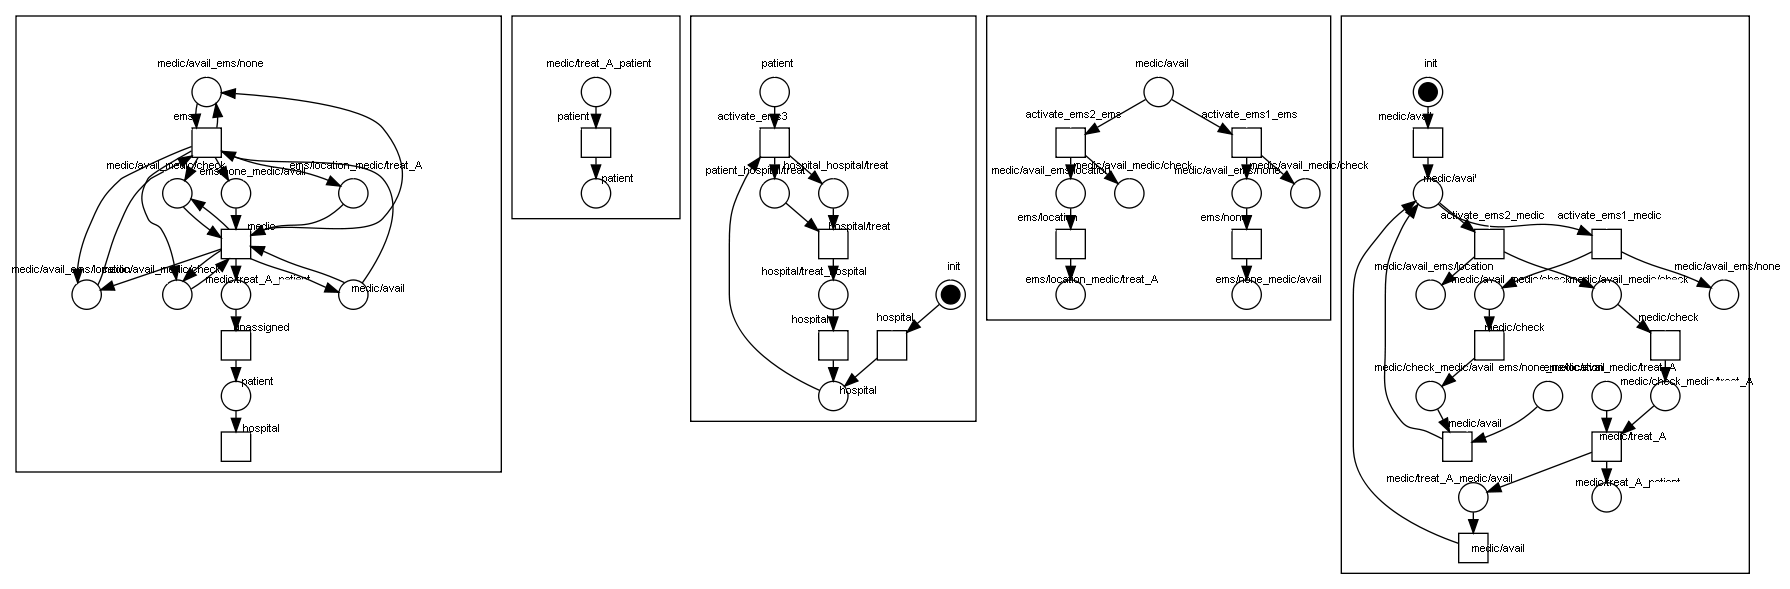 medic/avail_ems/none
ems
medic/avail_medic/check
ems/none_medic/avail
ems/location_medic/treat_A
medic
medic/avail_ems/location
medic/avail_medic/check
medic/treat_A_patient
medic/avail
unassigned
patient
hospital
medic/treat_A_patient
patient
patient
patient
activate_ems3
hospital_hospital/treat
patient_hospital/treat
hospital/treat
hospital/treat_hospital
init
hospital
hospital
hospital
medic/avail
activate_ems2_ems
activate_ems1_ems
medic/avail_ems/location
medic/avail_medic/check
medic/avail_ems/none
medic/avail_medic/check
ems/location
ems/none
ems/location_medic/treat_A
ems/none_medic/avail
init
medic/avail
medic/avail
activate_ems2_medic
activate_ems1_medic
medic/avail_ems/location
medic/avail_medic/check
medic/avail_medic/check
medic/avail_ems/none
medic/check
medic/check
medic/check_medic/avail
ems/none_medic/avail
ems/location_medic/treat_A
medic/check_medic/treat_A
medic/avail
medic/treat_A
medic/treat_A_medic/avail
medic/treat_A_patient
medic/avail